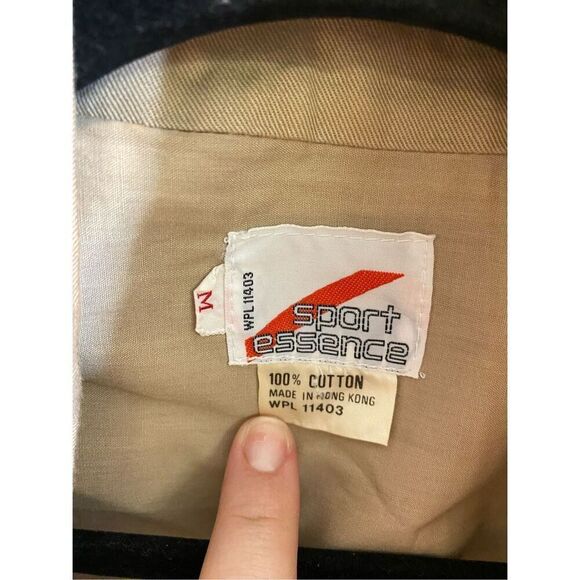 WPL 11403
M
sport
essence
100% COTTON
MADE IN HONG KONG
WPL 11403